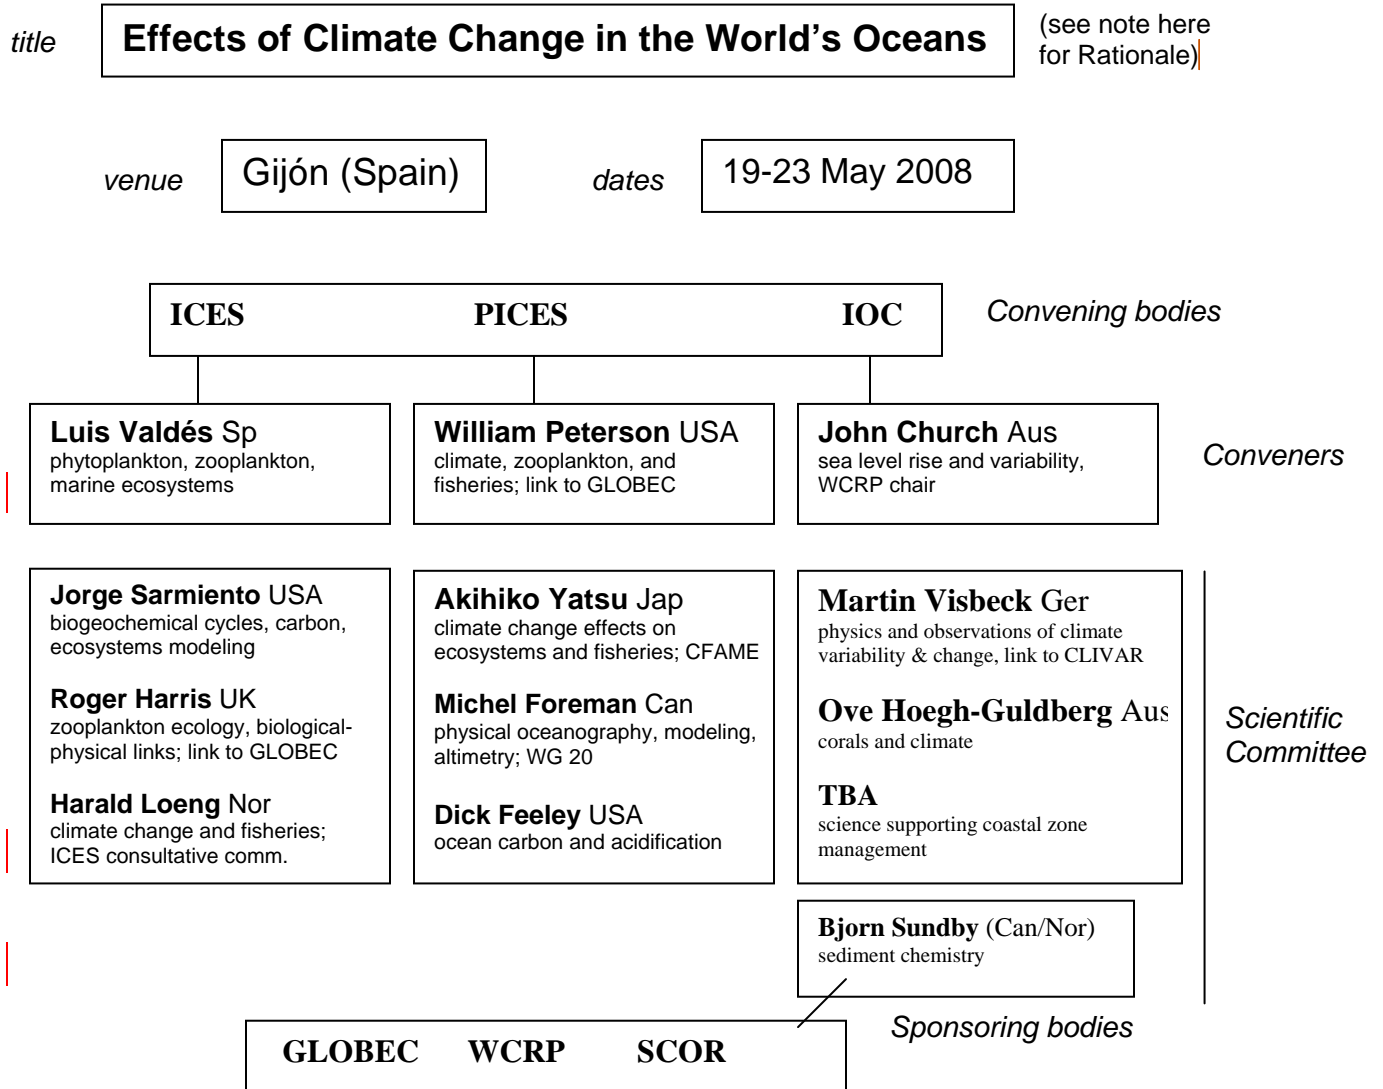 title
Effects of Climate Change in the World's Oceans
(see note here
for Rationale)
venue
Gijón (Spain)
dates
19-23 May 2008
ICES PICES IOC
Convening bodies
Luis Valdés Sp
phytoplankton, zooplankton,
marine ecosystems
William Peterson USA
climate, zooplankton, and
fisheries; link to GLOBEC
John Church Aus
sea level rise and variability,
WCRP chair
Conveners
Jorge Sarmiento USA
biogeochemical cycles, carbon,
ecosystems modeling
Roger Harris UK
zooplankton ecology, biological-
physical links; link to GLOBEC
Harald Loeng Nor
climate change and fisheries;
ICES consultative comm.
Akihiko Yatsu Jap
climate change effects on
ecosystems and fisheries; CFAME
Michel Foreman Can
physical oceanography, modeling,
altimetry; WG 20
Dick Feeley USA
ocean carbon and acidification
Martin Visbeck Ger
physics and observations of climate
variability & change, link to CLIVAR
Ove Hoegh-Guldberg Aus
corals and climate
TBA
science supporting coastal zone
management
Scientific
Committee
Bjorn Sundby (Can/Nor)
sediment chemistry
Sponsoring bodies
GLOBEC WCRP SCOR